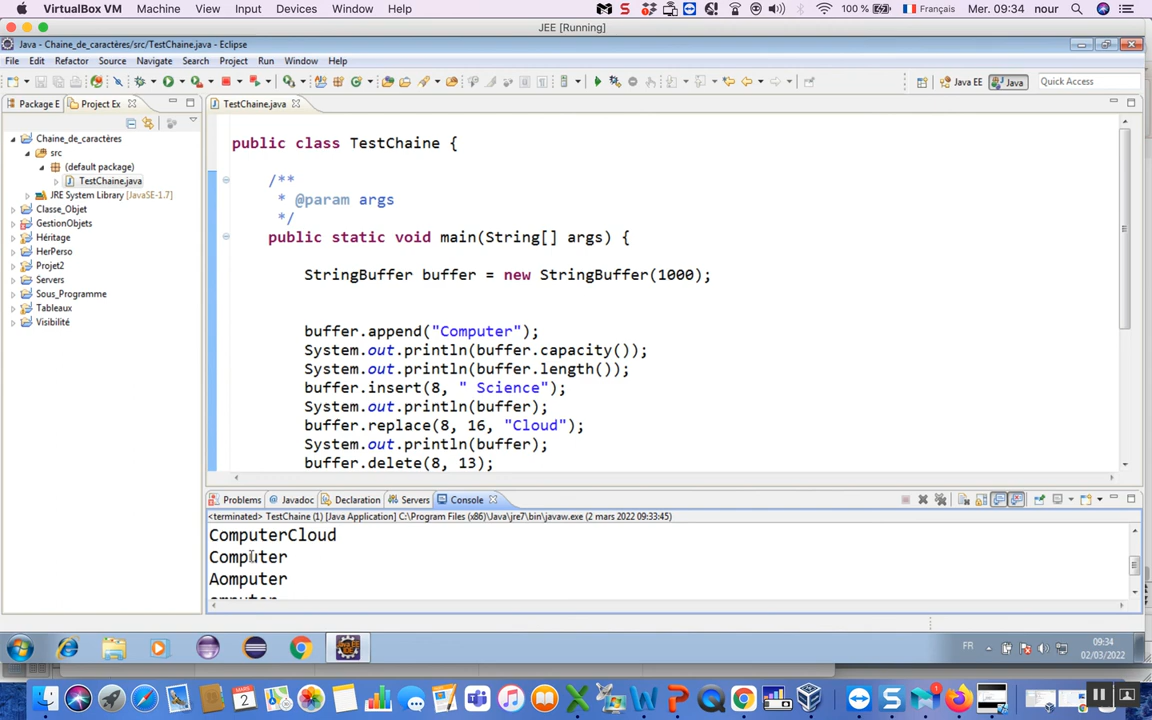 VirtualBox VM Machine View Input Devices Window Help 100 % Français Mer. 09:34 nour
JEE [Running]
Java - Chaine_de_caractères/src/TestChaine.java - Eclipse
File Edit Refactor Source Navigate Search Project Run Window Help
Java EE Java Quick Access
Package E Project Ex TestChaine.java
Chaine_de_caractères
src
(default package)
TestChaine.java
JRE System Library [JavaSE-1.7]
Classe_Objet
GestionObjets
Héritage
HerPerso
Projet2
Servers
Sous_Programme
Tableaux
Visibilité
public class TestChaine {
/**
* @param args
*/
public static void main(String[] args) {
StringBuffer buffer = new StringBuffer(1000);
buffer.append("Computer");
System.out.println(buffer.capacity());
System.out.println(buffer.length());
buffer.insert(8, " Science");
System.out.println(buffer);
buffer.replace(8, 16, "Cloud");
System.out.println(buffer);
buffer.delete(8, 13);
Problems @ Javadoc Declaration Servers Console
<terminated> TestChaine (1) [Java Application] C:\Program Files (x86)\Java\jre7\bin\javaw.exe (2 mars 2022 09:33:45)
ComputerCloud
Computer
Aomputer
FR 09:34
02/03/2022